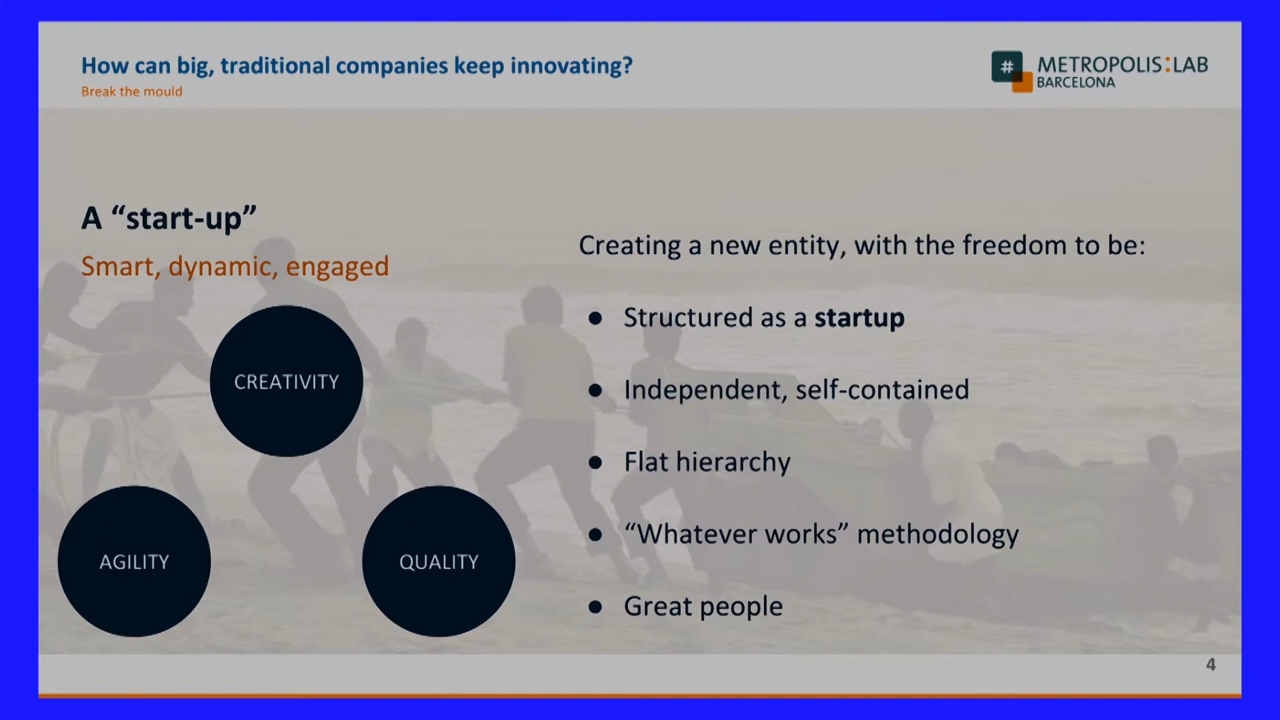 How can big, traditional companies keep innovating?
Break the mould
# METROPOLIS:LAB
BARCELONA
A “start-up”
Smart, dynamic, engaged
CREATIVITY
AGILITY
QUALITY
Creating a new entity, with the freedom to be:
● Structured as a startup
● Independent, self-contained
● Flat hierarchy
● “Whatever works” methodology
● Great people
4